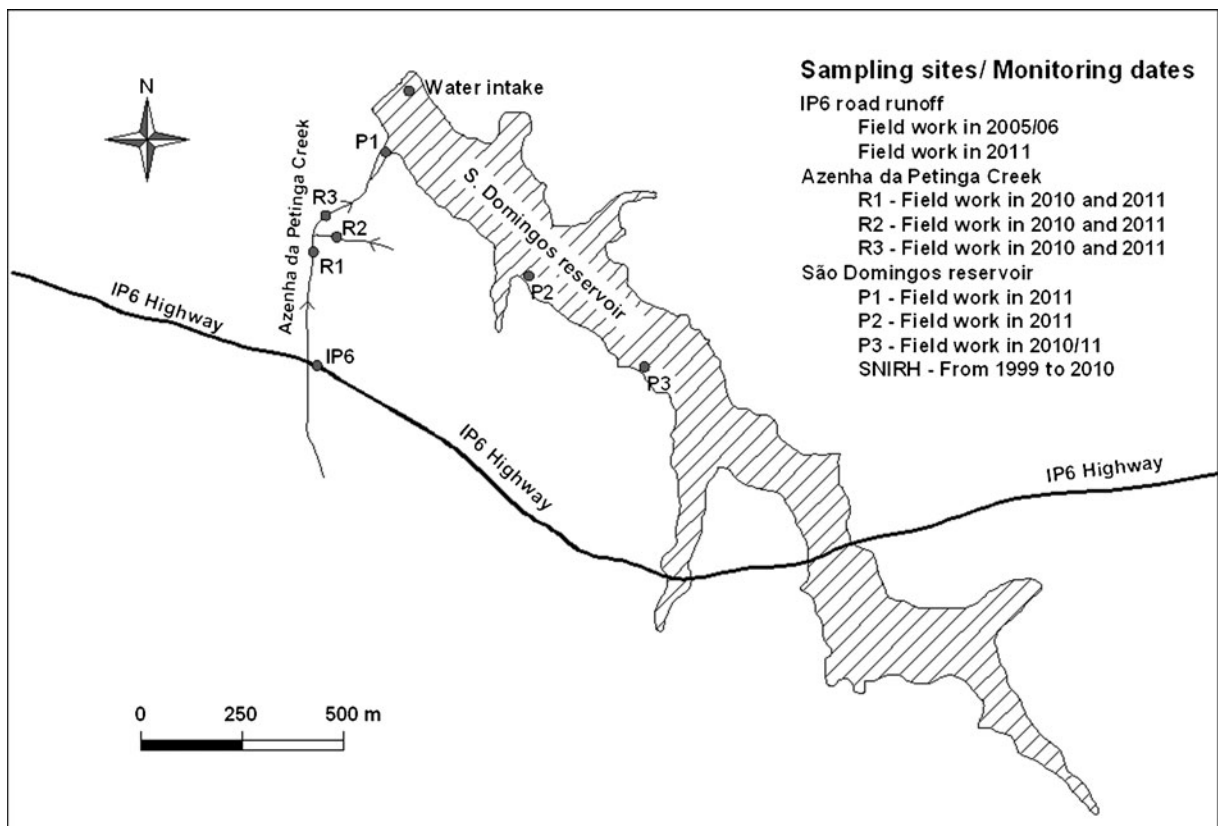 Sampling sites/ Monitoring dates
IP6 road runoff
Field work in 2005/06
Field work in 2011
Azenha da Petinga Creek
R1 - Field work in 2010 and 2011
R2 - Field work in 2010 and 2011
R3 - Field work in 2010 and 2011
São Domingos reservoir
P1 - Field work in 2011
P2 - Field work in 2011
P3 - Field work in 2010/11
SNIRH - From 1999 to 2010
N
Water intake
P1
R3
R2
R1
Azenha da Petinga Creek
S. Domingos reservoir
P2
P3
IP6 Highway
IP6
IP6 Highway
IP6 Highway
0 250 500 m